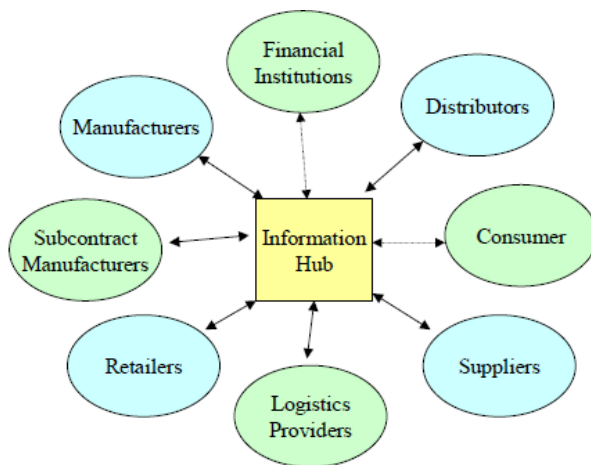 Financial
Institutions
Manufacturers
Distributors
Subcontract
Manufacturers
Information
Hub
Consumer
Retailers
Suppliers
Logistics
Providers